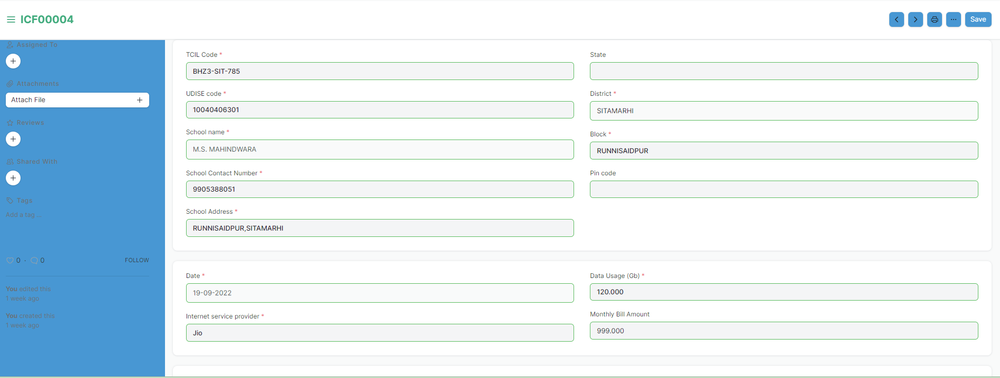 ICF00004
Save
Assigned To
Attachments
Attach File
Reviews
Shared With
Tags
Add a tag ...
0 · 0 FOLLOW
You edited this
1 week ago
You created this
1 week ago
TCIL Code *
BHZ3-SIT-785
UDISE code *
10040406301
School name *
M.S. MAHINDWARA
School Contact Number *
9905388051
School Address *
RUNNISAIDPUR,SITAMARHI
State
District *
SITAMARHI
Block *
RUNNISAIDPUR
Pin code
Date *
19-09-2022
Internet service provider *
Jio
Data Usage (Gb) *
120.000
Monthly Bill Amount
999.000